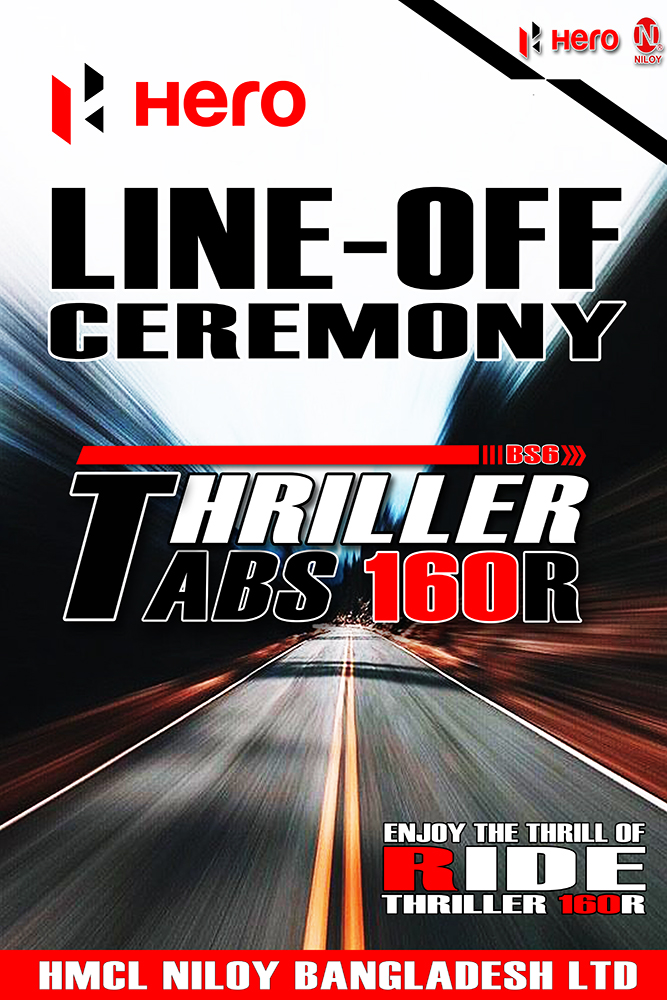 Hero N
NILOY
Hero
LINE-OFF
CEREMONY
BS6
THRILLER
ABS 160R
ENJOY THE THRILL OF
RIDE
THRILLER 160R
HMCL NILOY BANGLADESH LTD